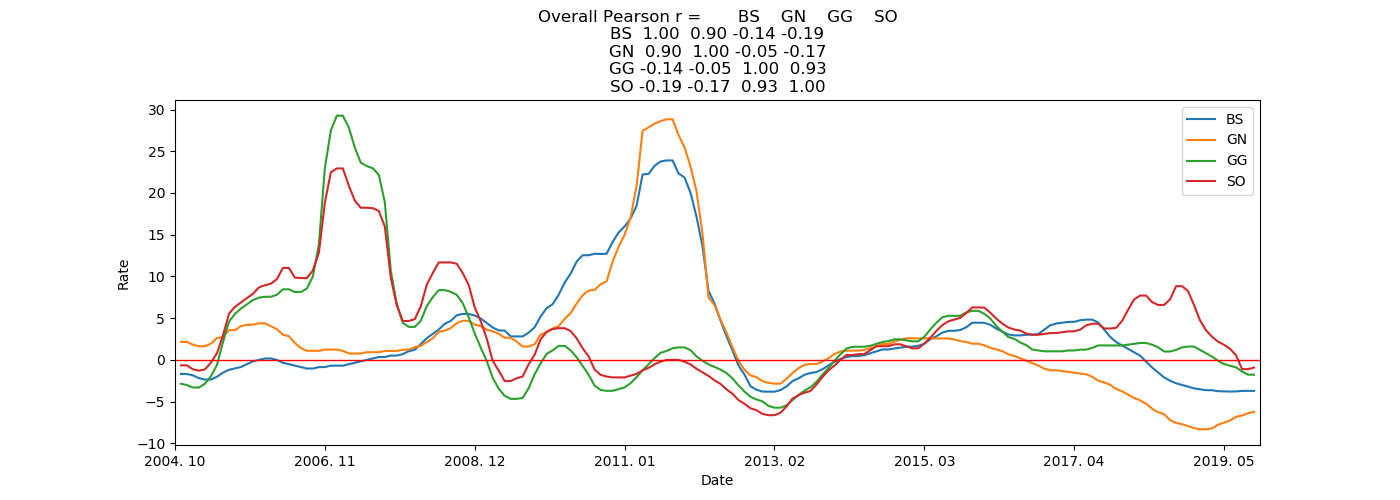 Overall Pearson r = BS GN GG SO
BS 1.00 0.90 -0.14 -0.19
GN 0.90 1.00 -0.05 -0.17
GG -0.14 -0.05 1.00 0.93
SO -0.19 -0.17 0.93 1.00
30
25
20
15
10
5
0
−5
−10
Rate
BS
GN
GG
SO
2004. 10
2006. 11
2008. 12
2011. 01
2013. 02
2015. 03
2017. 04
2019. 05
Date